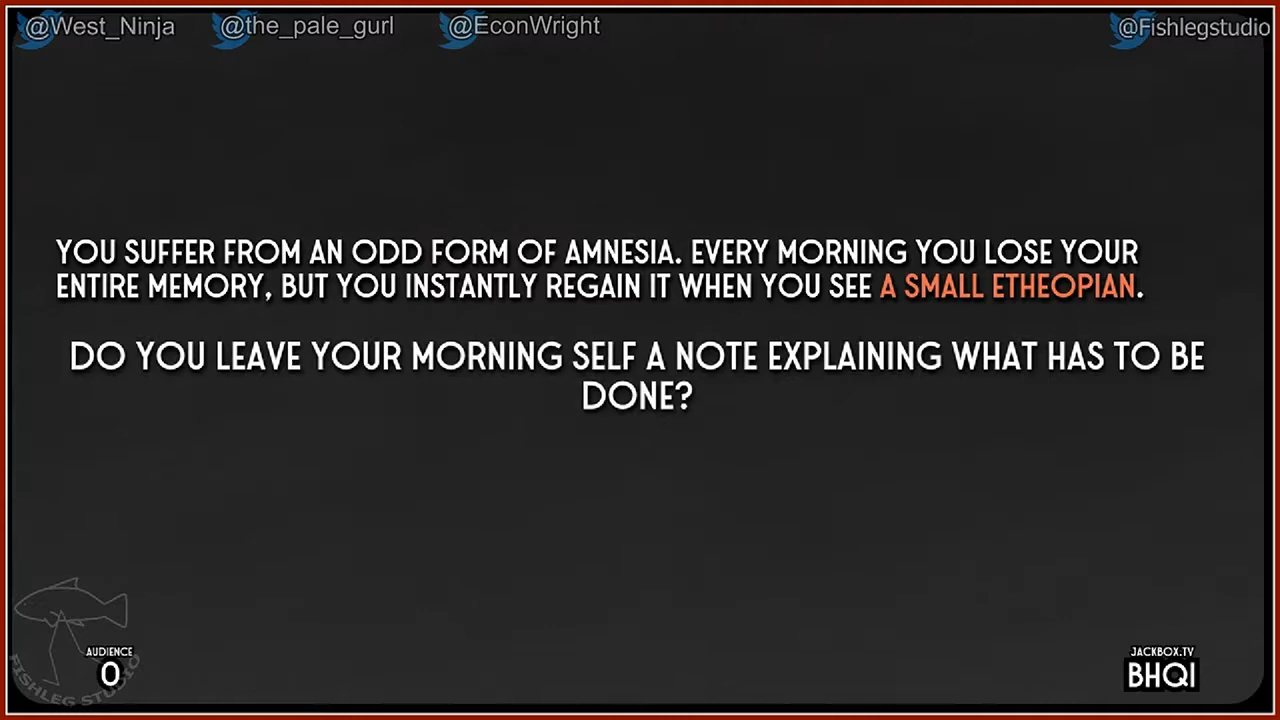 @West_Ninja @the_pale_gurl @EconWright @Fishlegstudio
YOU SUFFER FROM AN ODD FORM OF AMNESIA. EVERY MORNING YOU LOSE YOUR
ENTIRE MEMORY, BUT YOU INSTANTLY REGAIN IT WHEN YOU SEE A SMALL ETHEOPIAN.
DO YOU LEAVE YOUR MORNING SELF A NOTE EXPLAINING WHAT HAS TO BE
DONE?
AUDIENCE
0
FISHLEG STUDIO
JACKBOX.TV
BHQI